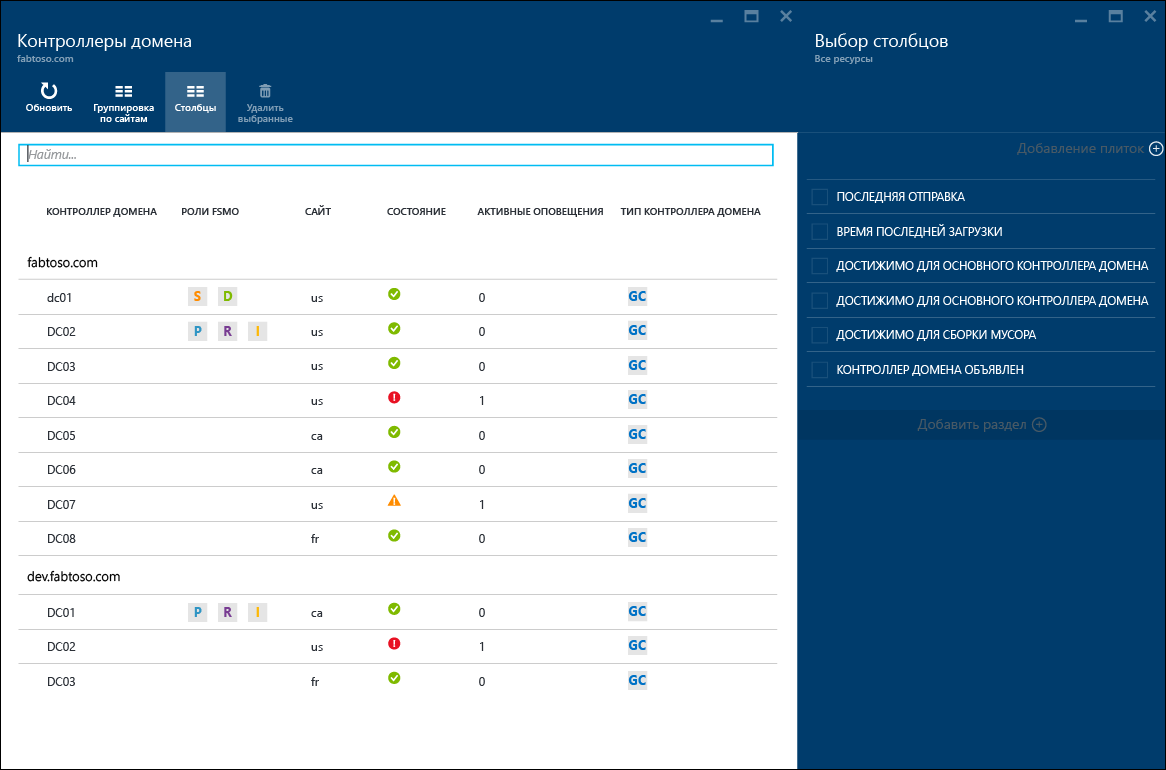 Контроллеры домена
fabtoso.com
Обновить
Группировка
по сайтам
Столбцы
Удалить
выбранные
Найти...
КОНТРОЛЛЕР ДОМЕНА РОЛИ FSMO САЙТ СОСТОЯНИЕ АКТИВНЫЕ ОПОВЕЩЕНИЯ ТИП КОНТРОЛЛЕРА ДОМЕНА
fabtoso.com
dc01 S D us 0 GC
DC02 P R I us 0 GC
DC03 us 0 GC
DC04 us 1 GC
DC05 ca 0 GC
DC06 ca 0 GC
DC07 us 1 GC
DC08 fr 0 GC
dev.fabtoso.com
DC01 P R I ca 0 GC
DC02 us 1 GC
DC03 fr 0 GC
Выбор столбцов
Все ресурсы
Добавление плиток
ПОСЛЕДНЯЯ ОТПРАВКА
ВРЕМЯ ПОСЛЕДНЕЙ ЗАГРУЗКИ
ДОСТИЖИМО ДЛЯ ОСНОВНОГО КОНТРОЛЛЕРА ДОМЕНА
ДОСТИЖИМО ДЛЯ ОСНОВНОГО КОНТРОЛЛЕРА ДОМЕНА
ДОСТИЖИМО ДЛЯ СБОРКИ МУСОРА
КОНТРОЛЛЕР ДОМЕНА ОБЪЯВЛЕН
Добавить раздел